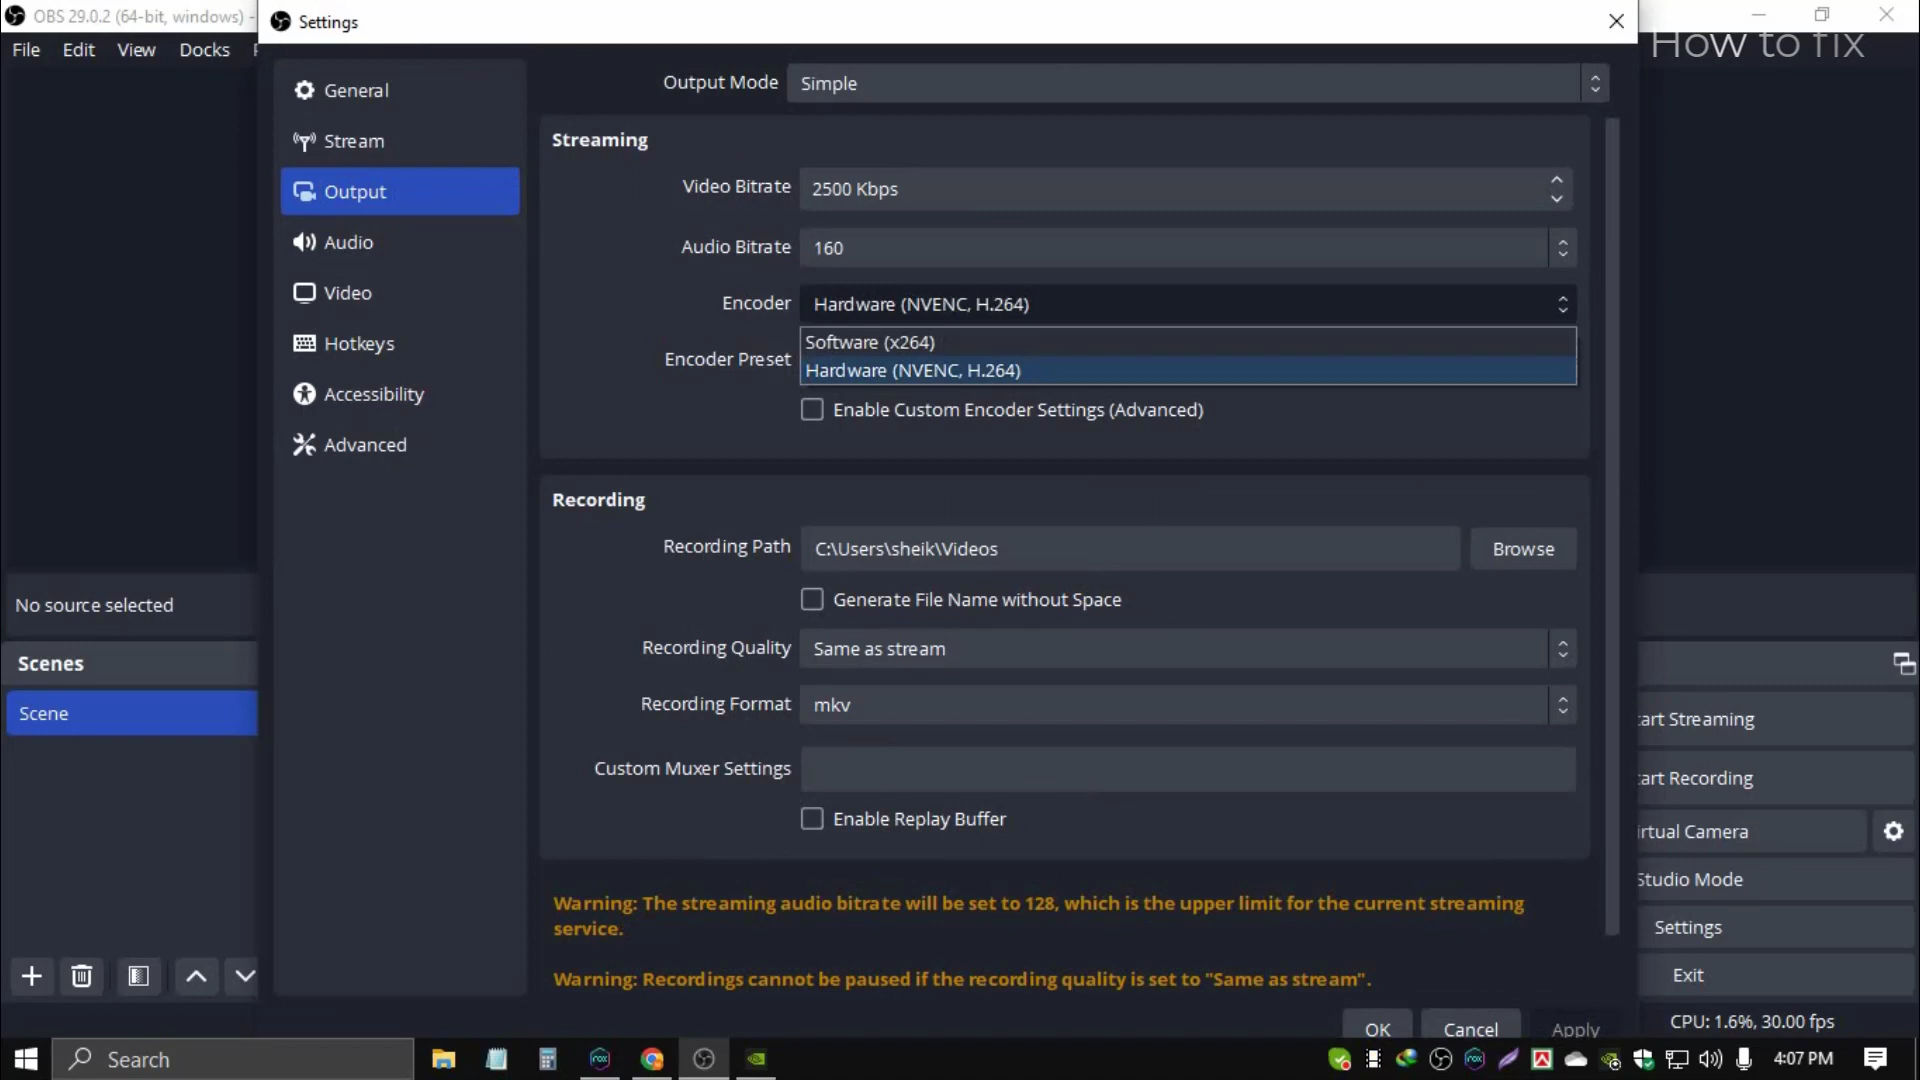 OBS 29.0.2 (64-bit, windows) -
Settings
How to fix
File Edit View Docks
General
Stream
Output
Audio
Video
Hotkeys
Accessibility
Advanced
Output Mode Simple
Streaming
Video Bitrate 2500 Kbps
Audio Bitrate 160
Encoder Hardware (NVENC, H.264)
Software (x264)
Encoder Preset
Hardware (NVENC, H.264)
Enable Custom Encoder Settings (Advanced)
Recording
Recording Path C:\Users\sheik\Videos Browse
Generate File Name without Space
Recording Quality Same as stream
Recording Format mkv
Custom Muxer Settings
Enable Replay Buffer
Warning: The streaming audio bitrate will be set to 128, which is the upper limit for the current streaming
service.
Warning: Recordings cannot be paused if the recording quality is set to "Same as stream".
OK Cancel Apply
No source selected
Scenes
Scene
tart Streaming
tart Recording
irtual Camera
Studio Mode
Settings
Exit
CPU: 1.6%, 30.00 fps
Search
4:07 PM